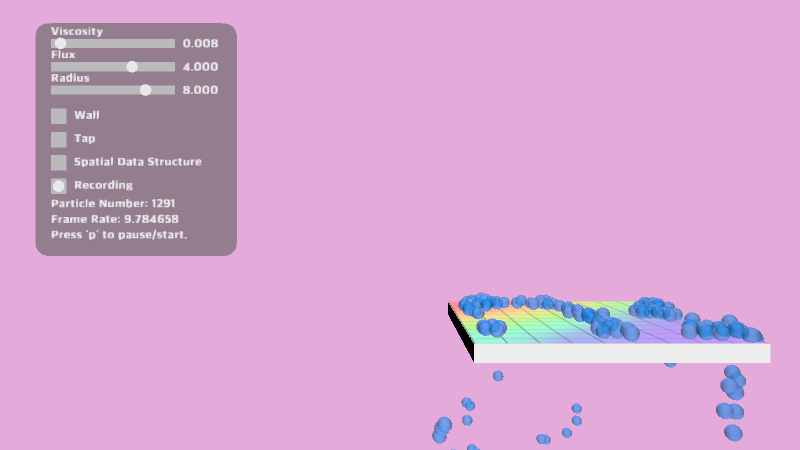 Viscosity
0.008
Flux
4.000
Radius
8.000
Wall
Tap
Spatial Data Structure
Recording
Particle Number: 1291
Frame Rate: 9.784658
Press 'p' to pause/start.